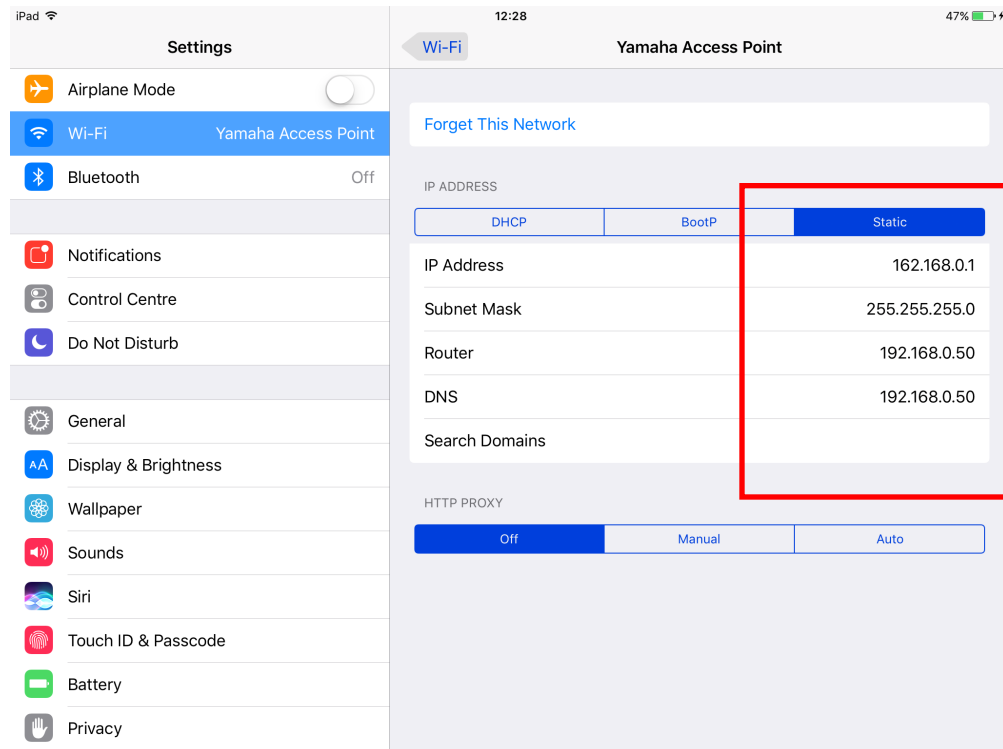 iPad 12:28 47%
Settings
Airplane Mode
Wi-Fi Yamaha Access Point
Bluetooth Off
Notifications
Control Centre
Do Not Disturb
General
AA Display & Brightness
Wallpaper
Sounds
Siri
Touch ID & Passcode
Battery
Privacy
Wi-Fi Yamaha Access Point
Forget This Network
IP ADDRESS
DHCP BootP Static
IP Address 162.168.0.1
Subnet Mask 255.255.255.0
Router 192.168.0.50
DNS 192.168.0.50
Search Domains
HTTP PROXY
Off Manual Auto